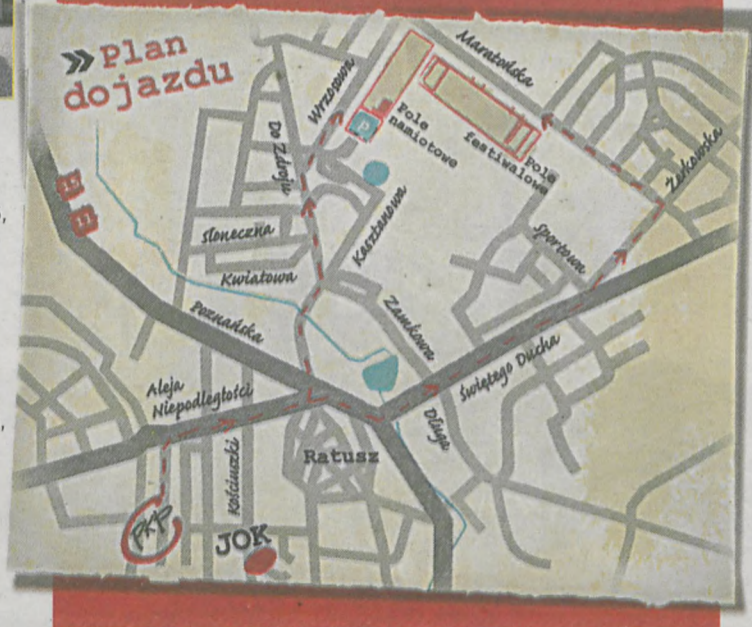 » Plan
dojazdu
Maratońska
Wrzosowa
Do Zdroju
P
Pole
namiotowe
Pole
festiwalowe
Żerkowska
Kasztanowa
Słoneczna
Sportowa
Kwiatowa
Zamkowa
Poznańska
Świętego Ducha
Aleja
Niepodległości
Długa
Kościuszki
Ratusz
PKP
JOK